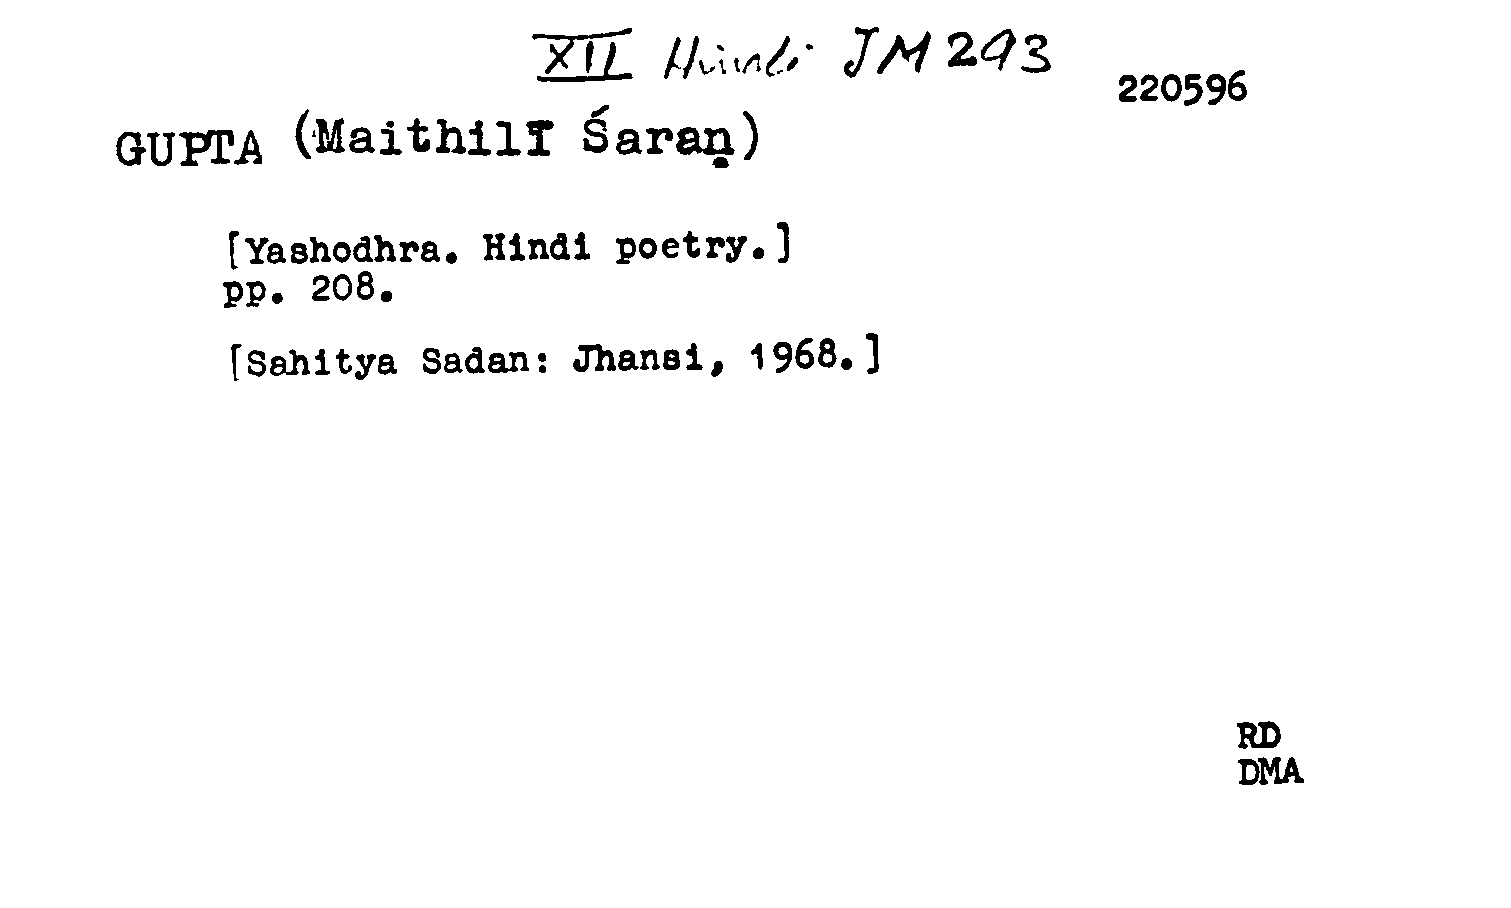 XII Hindi JM 293
220596
GUPTA (Maithilī Śaraṇ)
[Yashodhra. Hindi poetry.]
pp. 208.
[Sahitya Sadan: Jhansi, 1968.]
RD
DMA